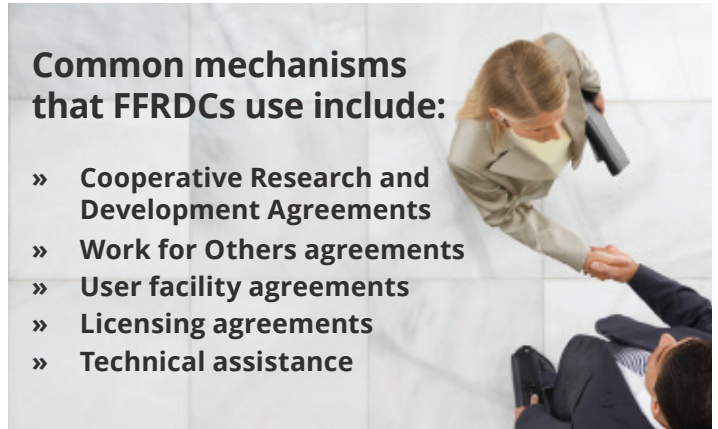 Common mechanisms
that FFRDCs use include:
» Cooperative Research and
Development Agreements
» Work for Others agreements
» User facility agreements
» Licensing agreements
» Technical assistance